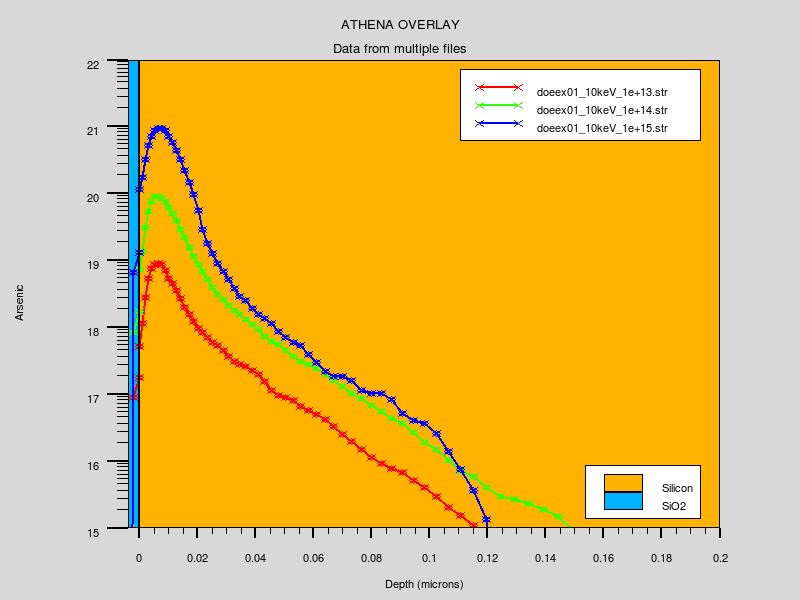 ATHENA OVERLAY
Data from multiple files
doeex01_10keV_1e+13.str
doeex01_10keV_1e+14.str
doeex01_10keV_1e+15.str
22
21
20
19
18
17
16
15
Arsenic
Silicon
SiO2
0 0.02 0.04 0.06 0.08 0.1 0.12 0.14 0.16 0.18 0.2
Depth (microns)